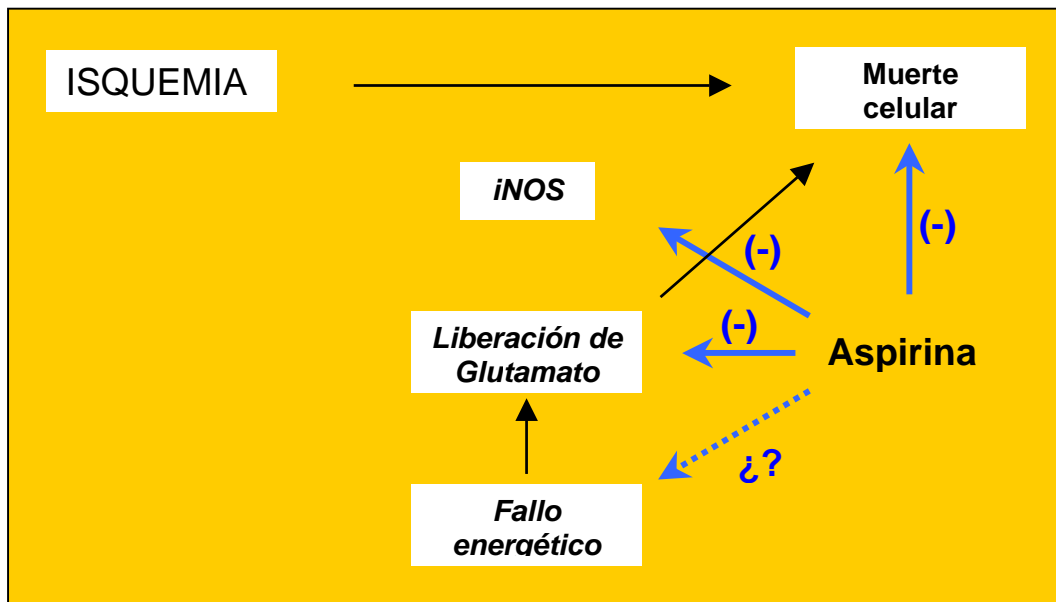 ISQUEMIA
Muerte
celular
iNOS
(-)
(-)
(-)
Liberación de
Glutamato
Aspirina
¿?
Fallo
energético